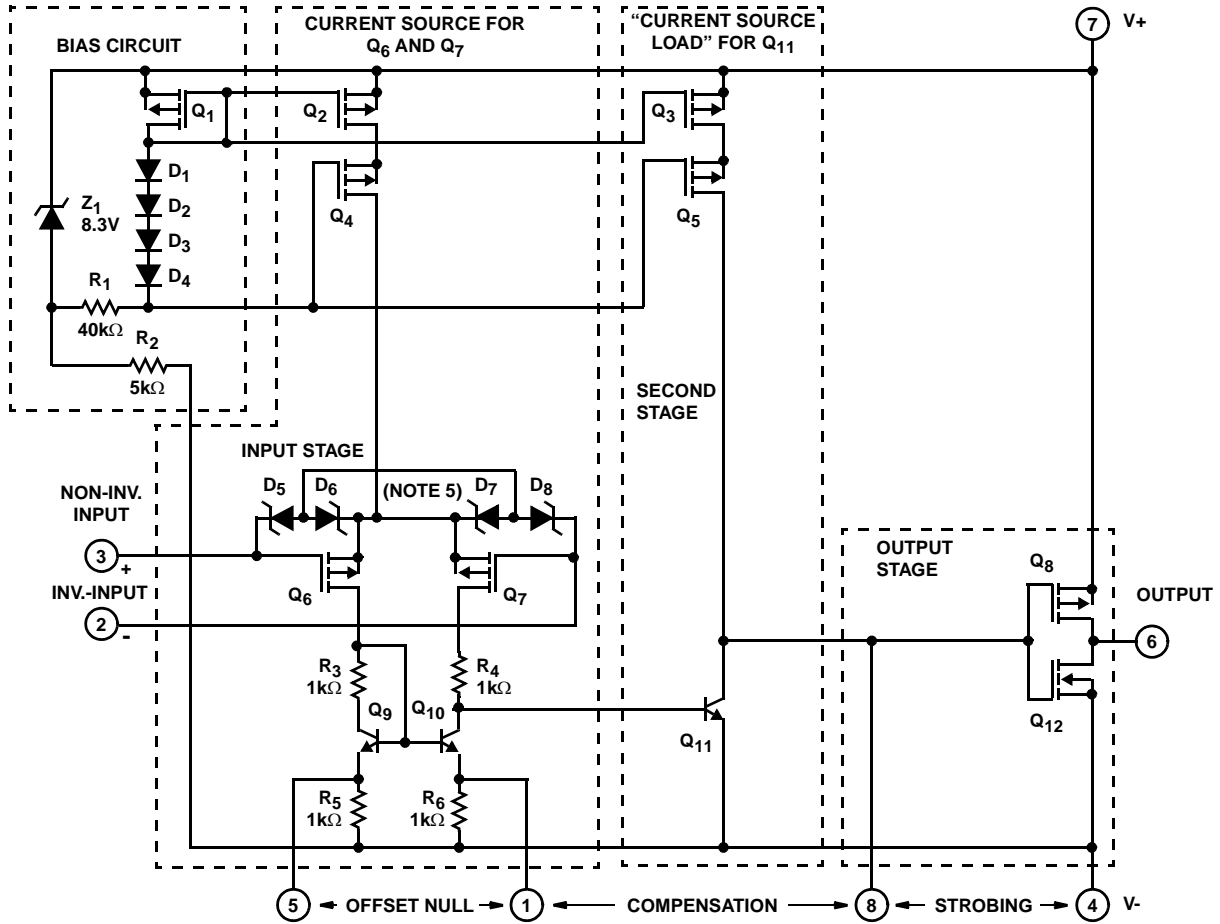 CURRENT SOURCE FOR
Q6 AND Q7
“CURRENT SOURCE
LOAD” FOR Q11
7
V+
BIAS CIRCUIT
Q1
Q2
Q3
D1
Z1
8.3V
D2
Q4
Q5
D3
D4
R1
40kΩ
R2
5kΩ
SECOND
STAGE
INPUT STAGE
D5
D6
(NOTE 5)
D7
D8
NON-INV.
INPUT
3
+
OUTPUT
STAGE
Q8
OUTPUT
6
INV.-INPUT
2
-
Q6
Q7
R3
1kΩ
R4
1kΩ
Q9
Q10
Q11
Q12
R5
1kΩ
R6
1kΩ
5
OFFSET NULL
1
COMPENSATION
8
STROBING
4
V-